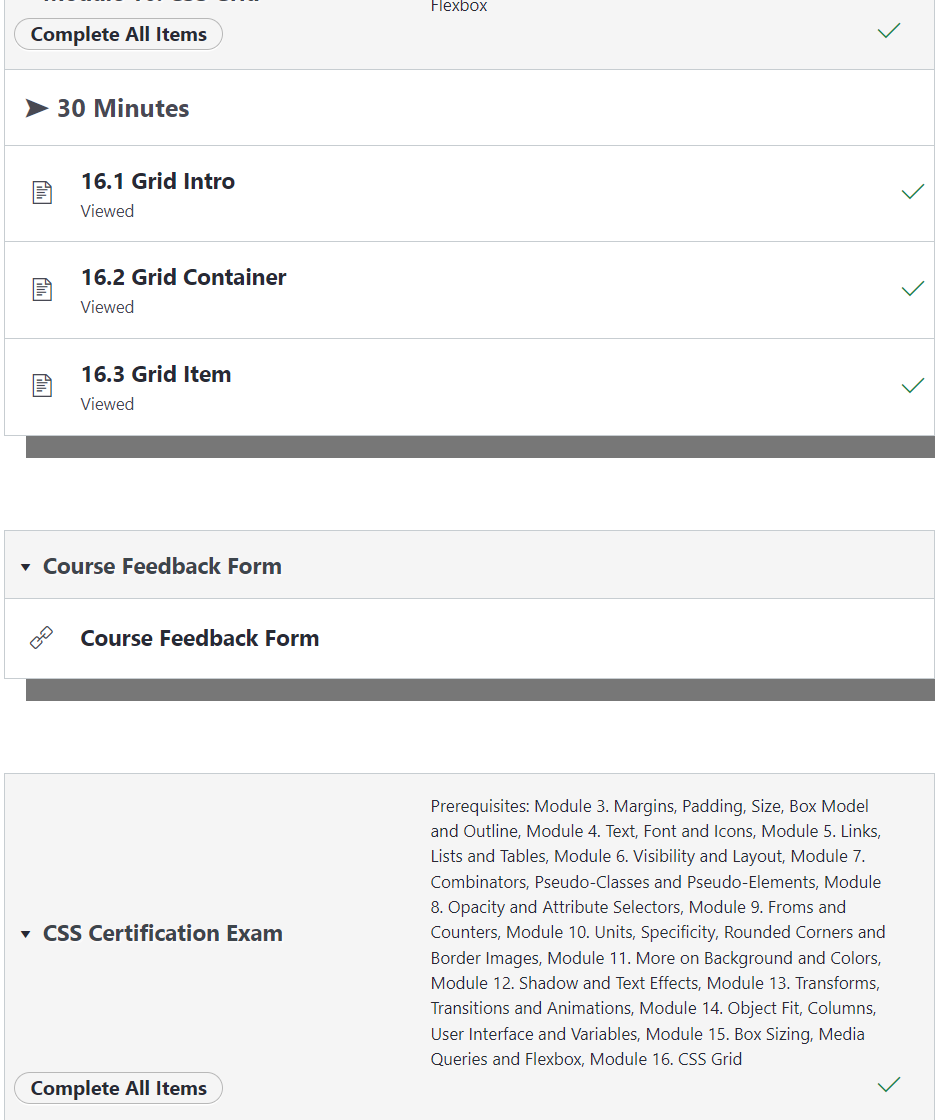 Flexbox
Complete All Items
30 Minutes
16.1 Grid Intro
Viewed
16.2 Grid Container
Viewed
16.3 Grid Item
Viewed
Course Feedback Form
Course Feedback Form
Prerequisites: Module 3. Margins, Padding, Size, Box Model
and Outline, Module 4. Text, Font and Icons, Module 5. Links,
Lists and Tables, Module 6. Visibility and Layout, Module 7.
Combinators, Pseudo-Classes and Pseudo-Elements, Module
8. Opacity and Attribute Selectors, Module 9. Froms and
CSS Certification Exam
Counters, Module 10. Units, Specificity, Rounded Corners and
Border Images, Module 11. More on Background and Colors,
Module 12. Shadow and Text Effects, Module 13. Transforms,
Transitions and Animations, Module 14. Object Fit, Columns,
User Interface and Variables, Module 15. Box Sizing, Media
Queries and Flexbox, Module 16. CSS Grid
Complete All Items